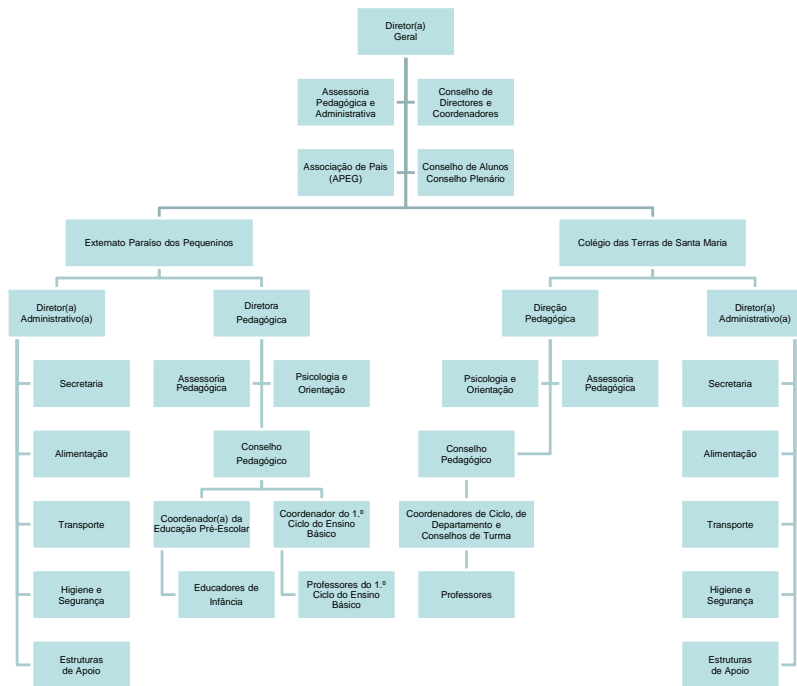 Diretor(a)
Geral
Assessoria
Pedagógica e
Administrativa
Conselho de
Directores e
Coordenadores
Associação de Pais
(APEG)
Conselho de Alunos
Conselho Plenário
Externato Paraíso dos Pequeninos
Colégio das Terras de Santa Maria
Diretor(a)
Administrativo(a)
Diretora
Pedagógica
Direção
Pedagógica
Diretor(a)
Administrativo(a)
Secretaria
Assessoria
Pedagógica
Psicologia e
Orientação
Psicologia e
Orientação
Assessoria
Pedagógica
Secretaria
Alimentação
Conselho
Pedagógico
Conselho
Pedagógico
Alimentação
Transporte
Coordenador(a) da
Educação Pré-Escolar
Coordenador do 1.º
Ciclo do Ensino
Básico
Coordenadores de Ciclo, de
Departamento e
Conselhos de Turma
Transporte
Higiene e
Segurança
Educadores de
Infância
Professores do 1.º
Ciclo do Ensino
Básico
Professores
Higiene e
Segurança
Estruturas
de Apoio
Estruturas
de Apoio